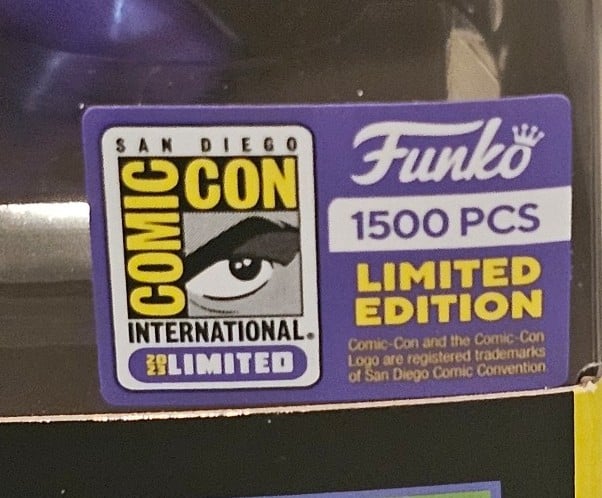 SAN DIEGO
COMIC
CON
INTERNATIONAL®
2023 LIMITED
Funko
1500 PCS
LIMITED
EDITION
Comic-Con and the Comic-Con
Logo are registered trademarks
of San Diego Comic Convention